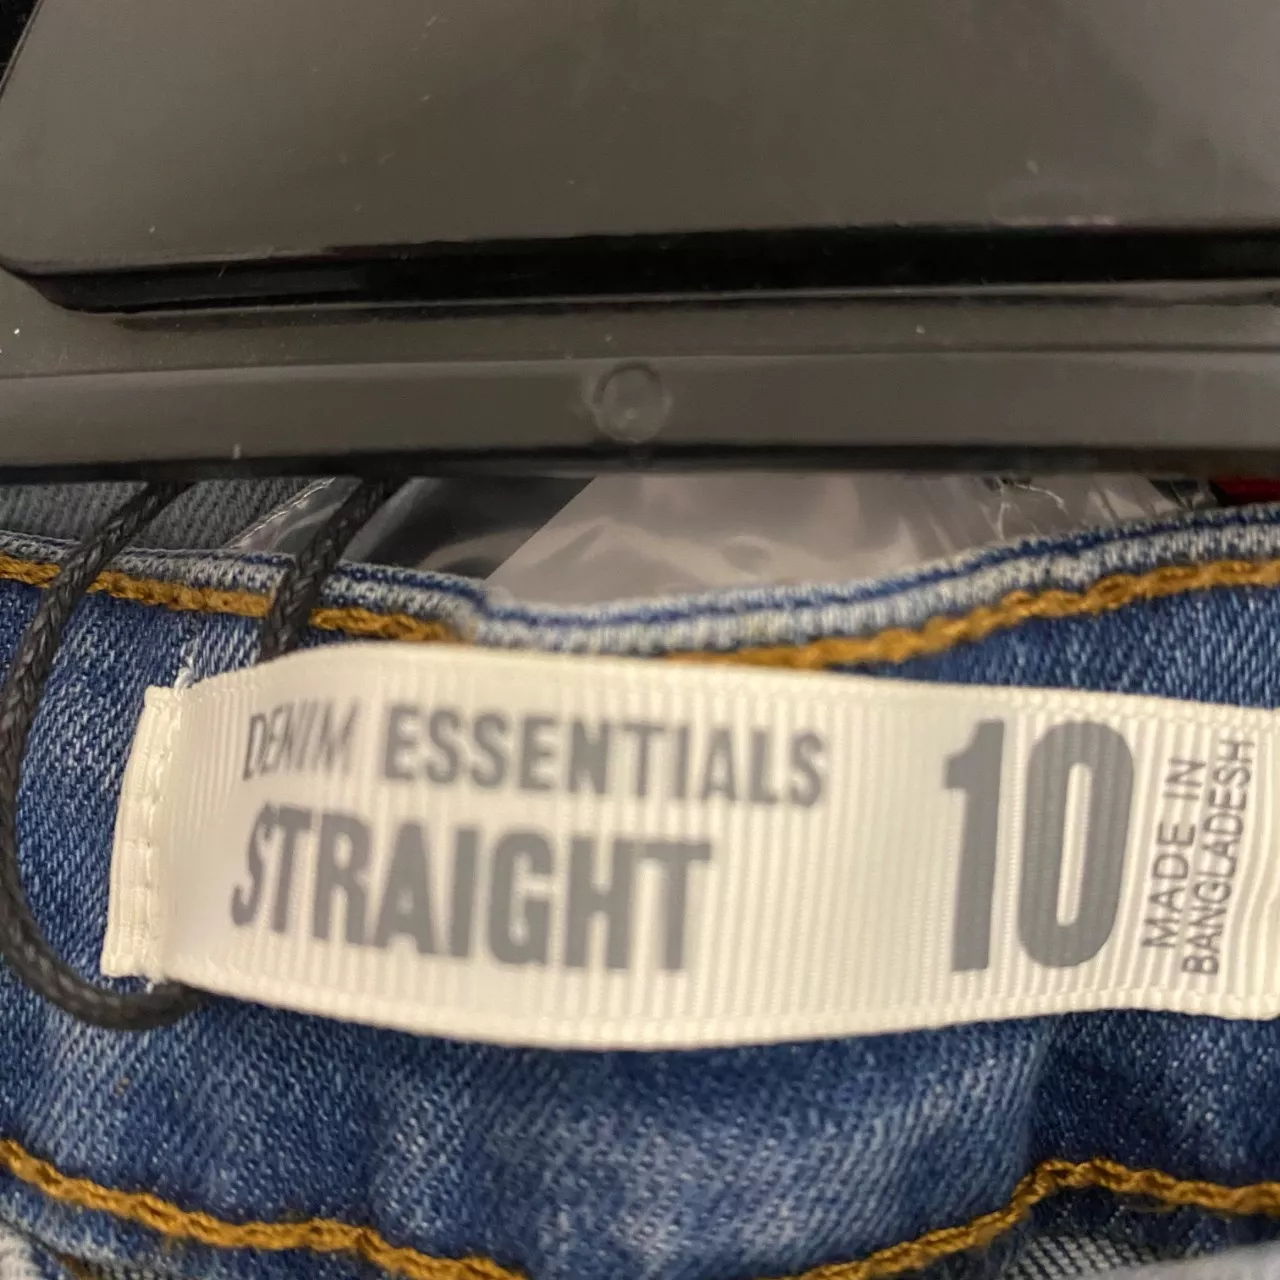 DENIM ESSENTIALS
STRAIGHT
10
MADE IN
BANGLADESH